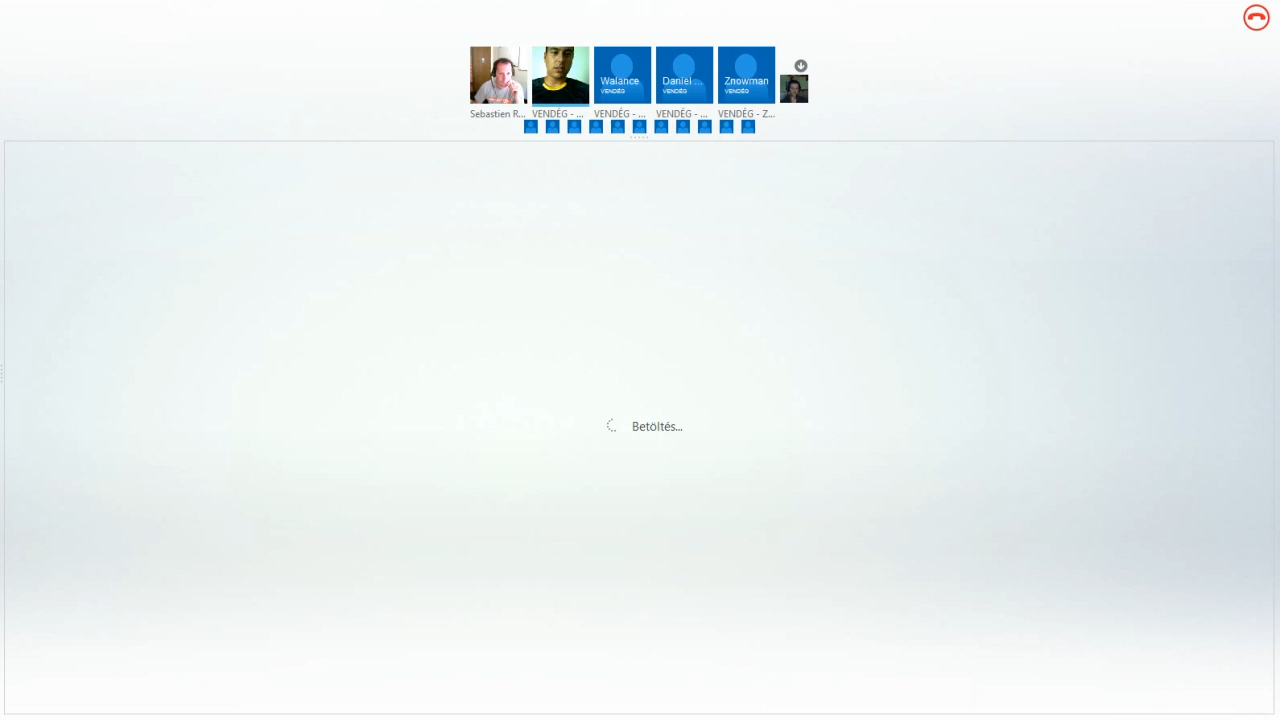 Walance
VENDÉG
Daniel ...
VENDÉG
Znowman
VENDÉG
Sebastien R...
VENDÉG - ...
VENDÉG - ...
VENDÉG - ...
VENDÉG - Z...
Betöltés...